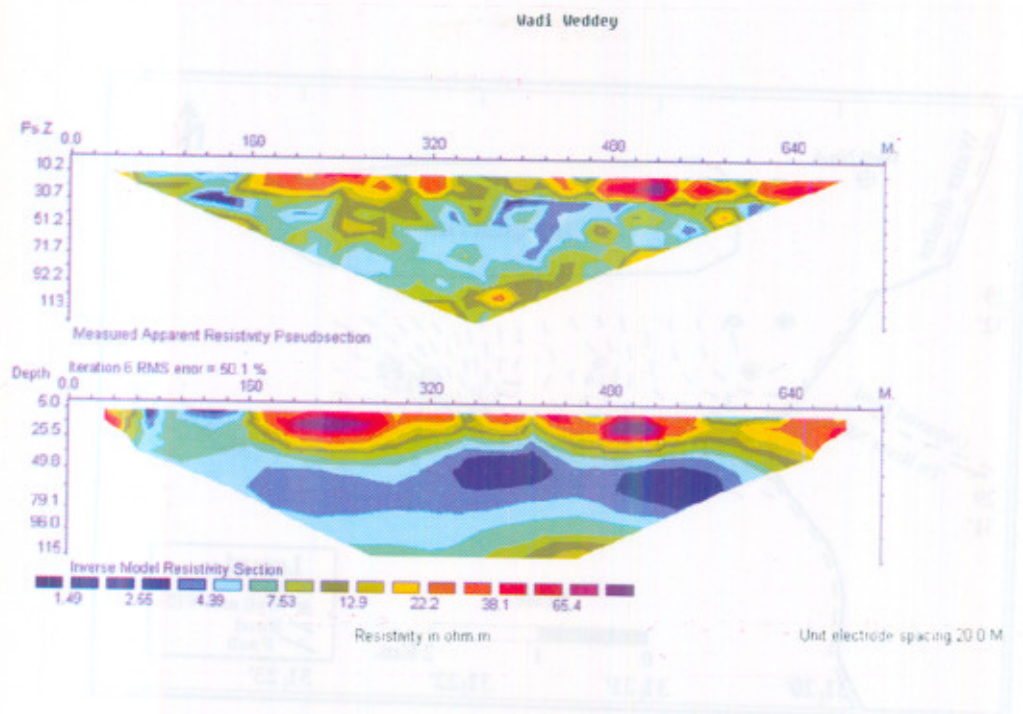 Wadi Weddey
Ps.Z 0.0 160 320 480 640 M.
10.2
30.7
51.2
71.7
92.2
113
Measured Apparent Resistivity Pseudosection
Depth Iteration 6 RMS error = 50.1 %
0.0 160 320 480 640 M.
5.0
25.5
49.8
79.1
96.0
115
Inverse Model Resistivity Section
1.49 2.55 4.39 7.53 12.9 22.2 38.1 65.4
Resistivity in ohm.m
Unit electrode spacing 20.0 M